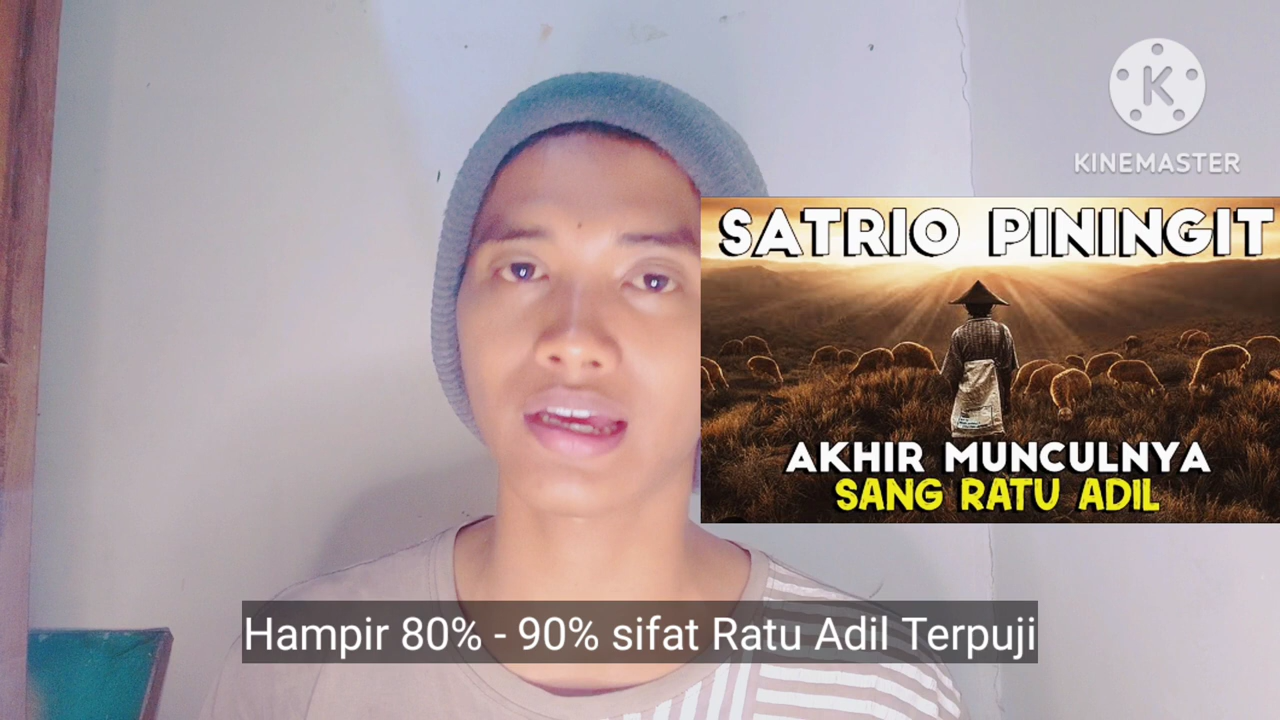 KINEMASTER
SATRIO PININGIT
AKHIR MUNCULNYA
SANG RATU ADIL
Hampir 80% - 90% sifat Ratu Adil Terpuji